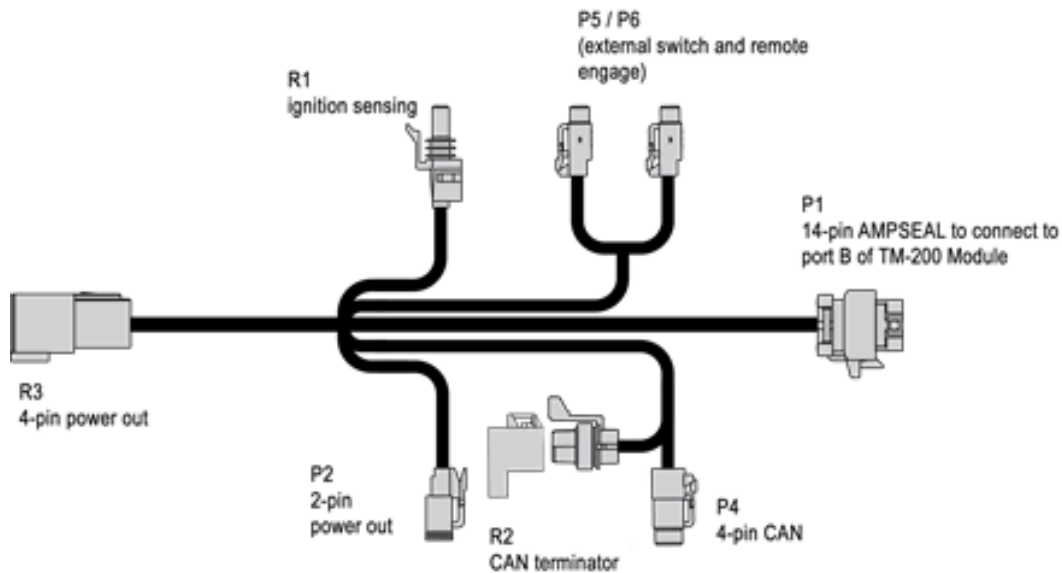 P5 / P6
(external switch and remote
engage)
R1
ignition sensing
P1
14-pin AMPSEAL to connect to
port B of TM-200 Module
R3
4-pin power out
P2
2-pin
power out
R2
CAN terminator
P4
4-pin CAN